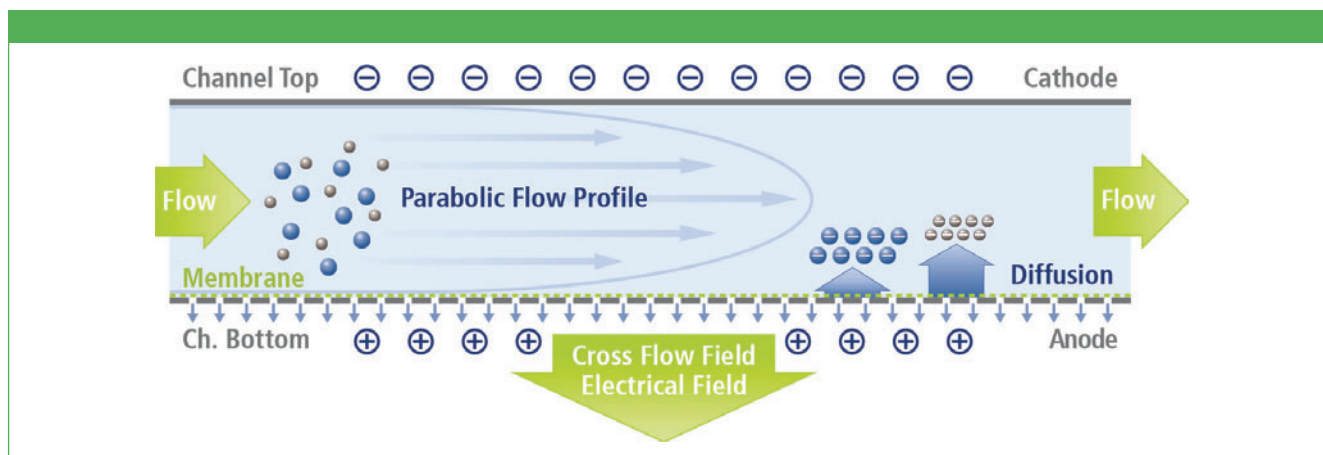 Channel Top ⊖ ⊖ ⊖ ⊖ ⊖ ⊖ ⊖ ⊖ ⊖ ⊖ ⊖ ⊖ Cathode
Flow
Parabolic Flow Profile
Flow
Membrane
Diffusion
Ch. Bottom ⊕ ⊕ ⊕ ⊕ ⊕ ⊕ ⊕ ⊕ Anode
Cross Flow Field
Electrical Field